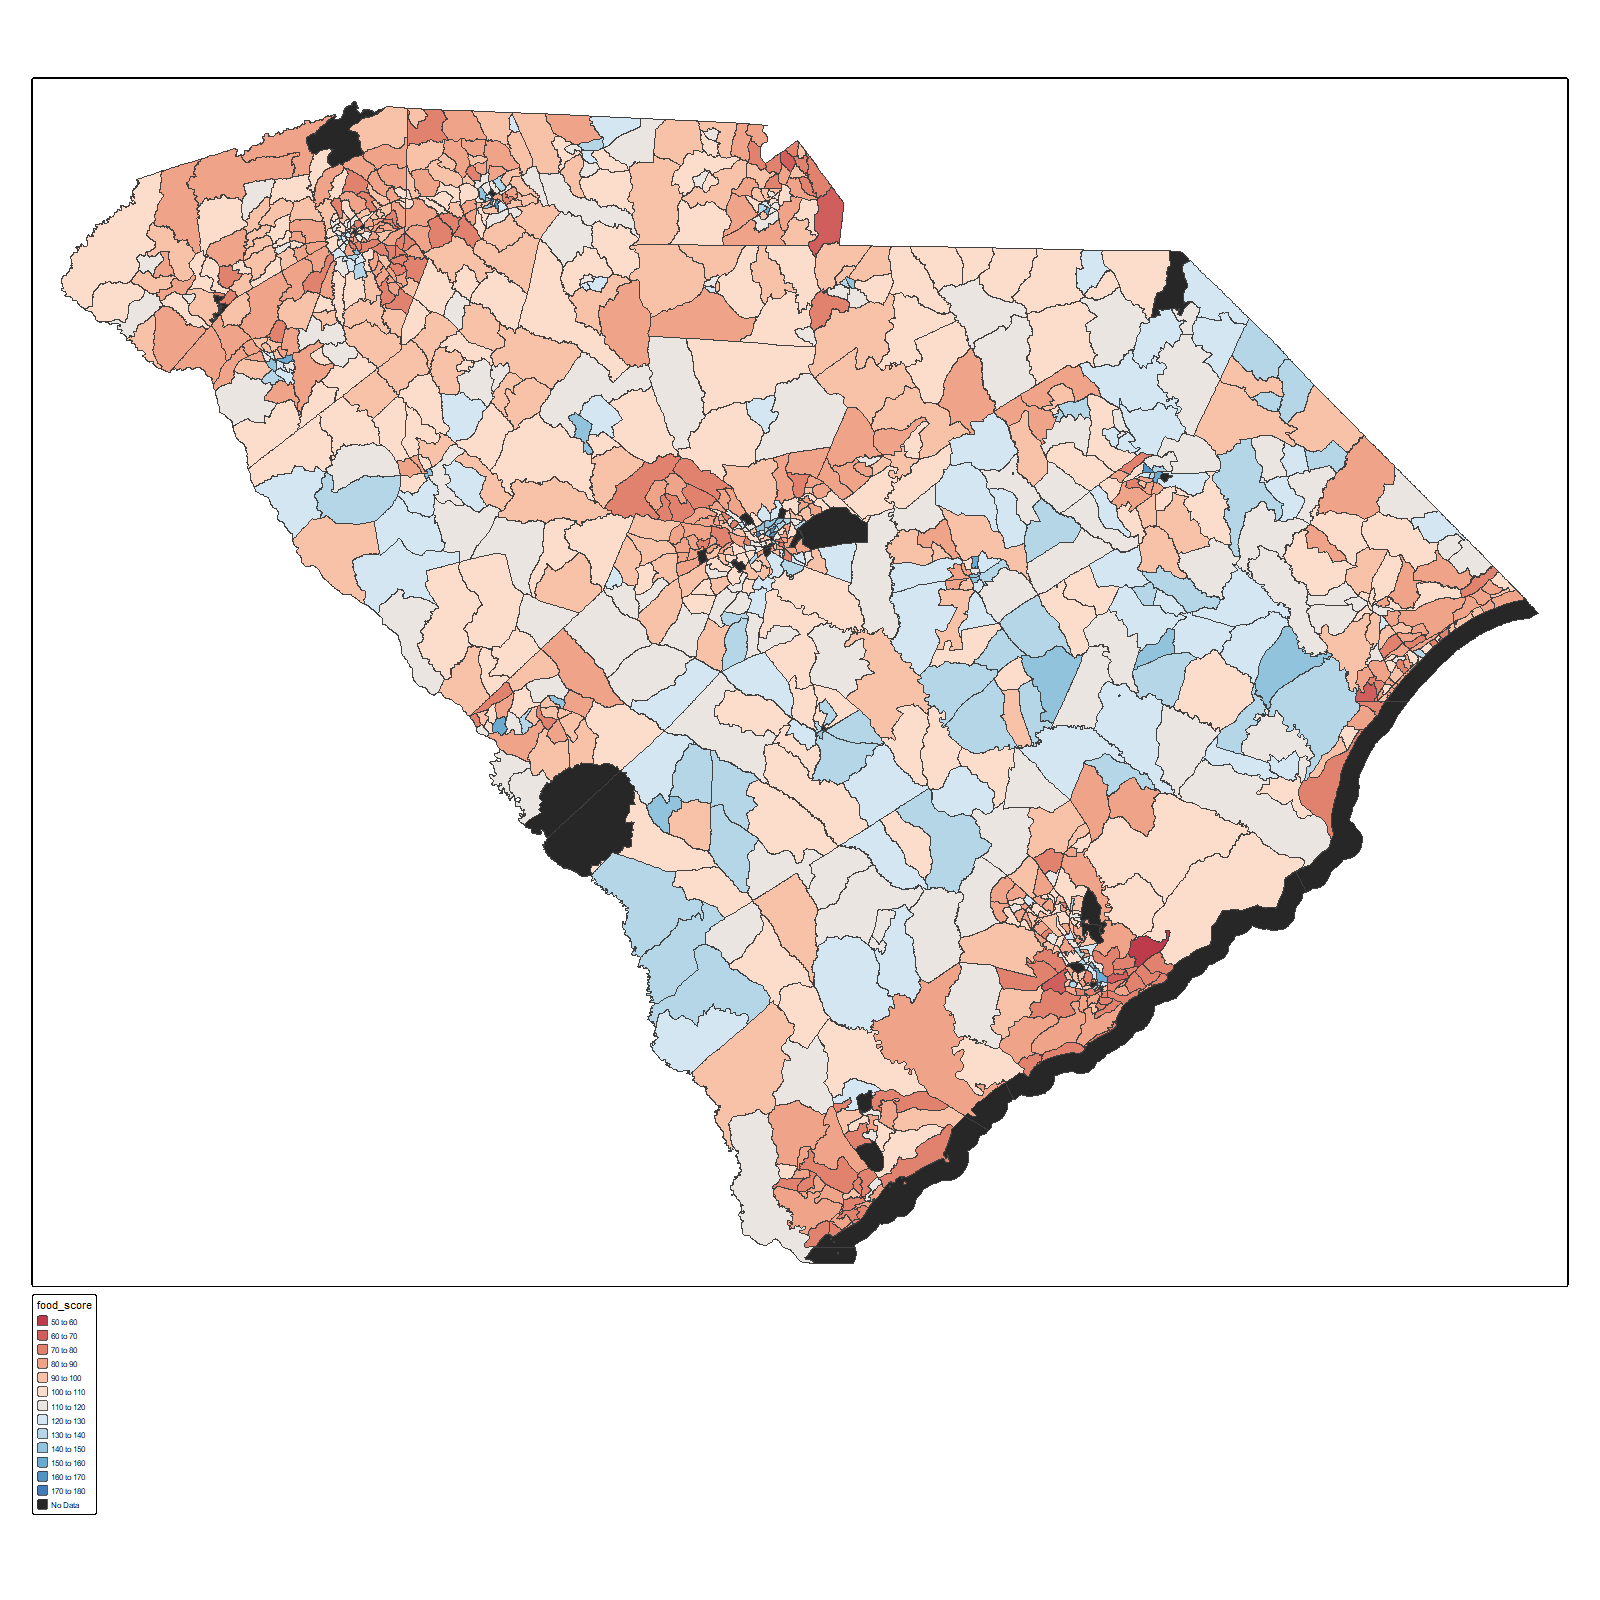 food_score
50 to 60
60 to 70
70 to 80
80 to 90
90 to 100
100 to 110
110 to 120
120 to 130
130 to 140
140 to 150
150 to 160
160 to 170
170 to 180
No Data